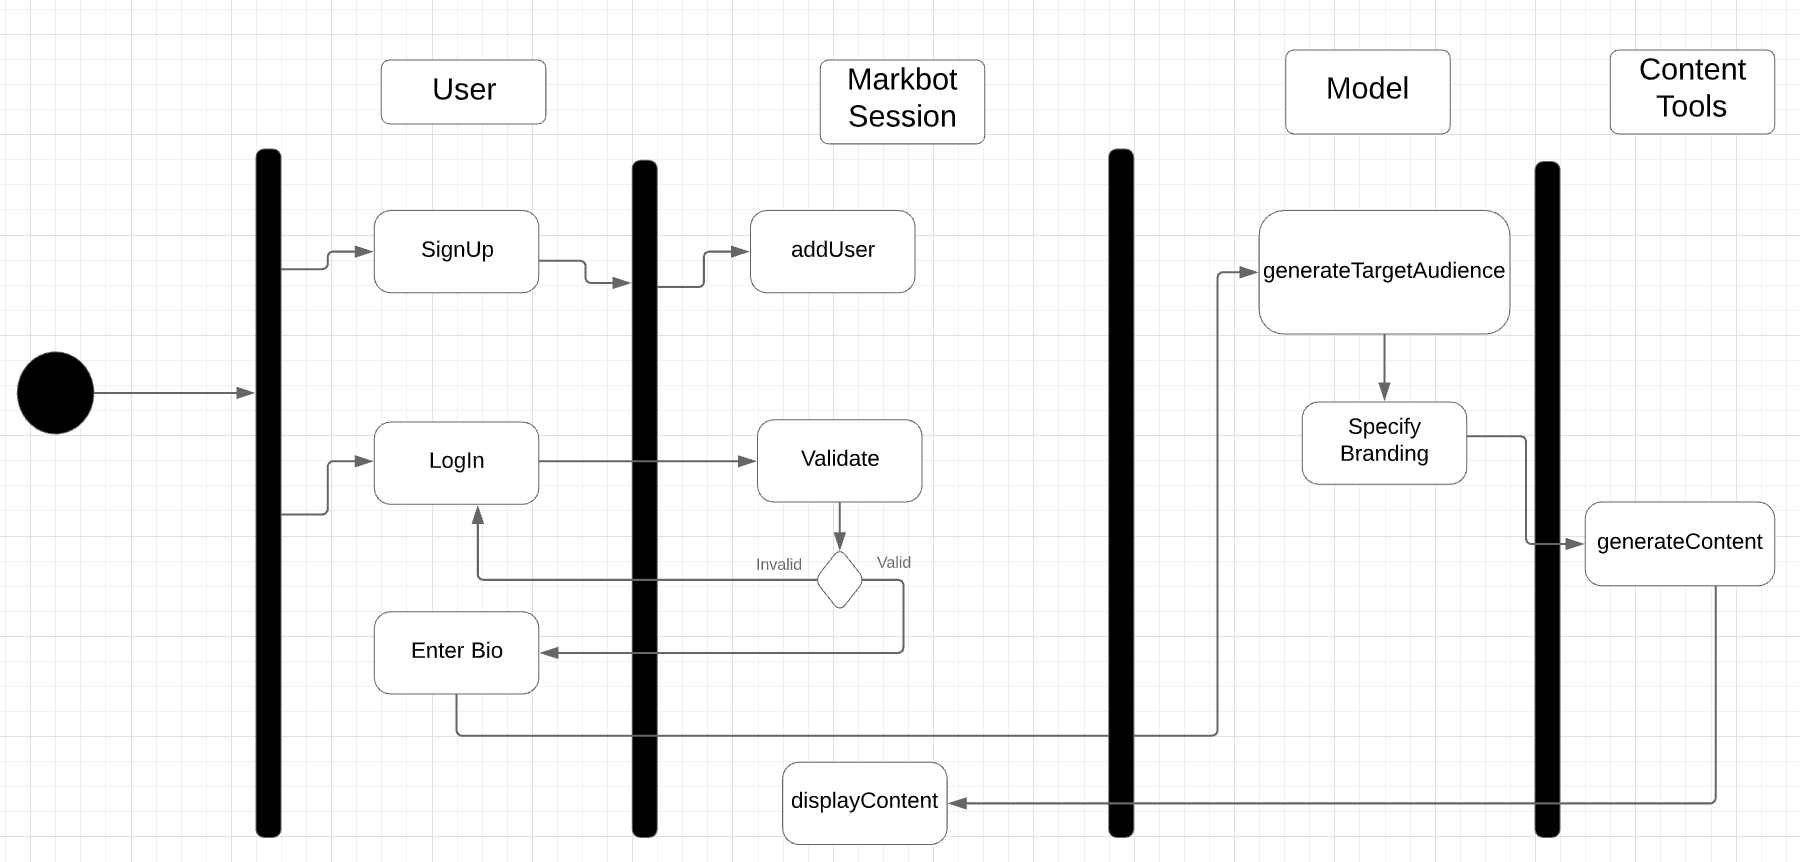 User
Markbot
Session
Model
Content
Tools
SignUp
addUser
generateTargetAudience
LogIn
Validate
Specify
Branding
generateContent
Invalid
Valid
Enter Bio
displayContent